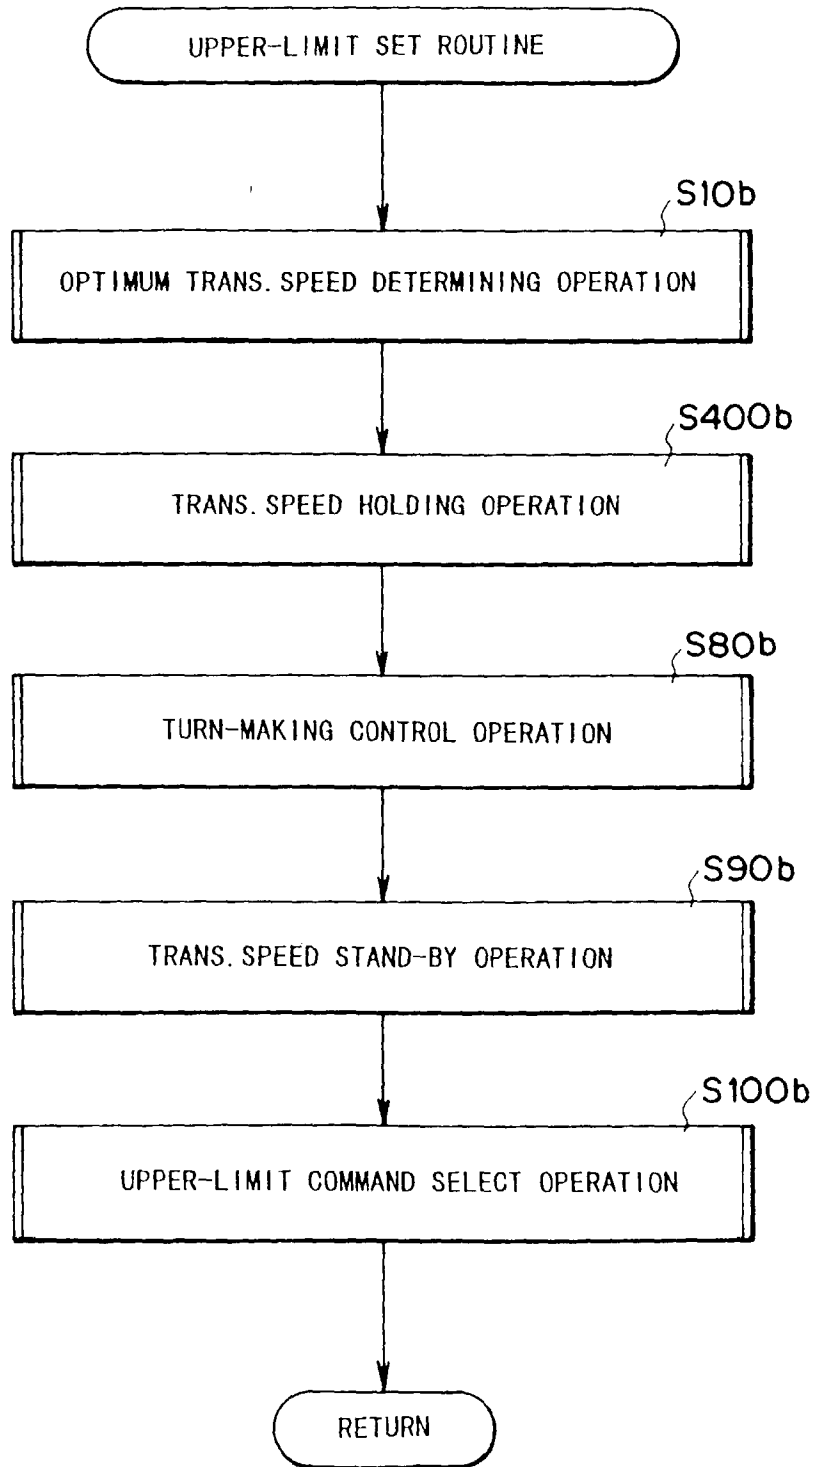 UPPER-LIMIT SET ROUTINE
S10b
OPTIMUM TRANS.SPEED DETERMINING OPERATION
S400b
TRANS.SPEED HOLDING OPERATION
S80b
TURN-MAKING CONTROL OPERATION
S90b
TRANS.SPEED STAND-BY OPERATION
S100b
UPPER-LIMIT COMMAND SELECT OPERATION
RETURN